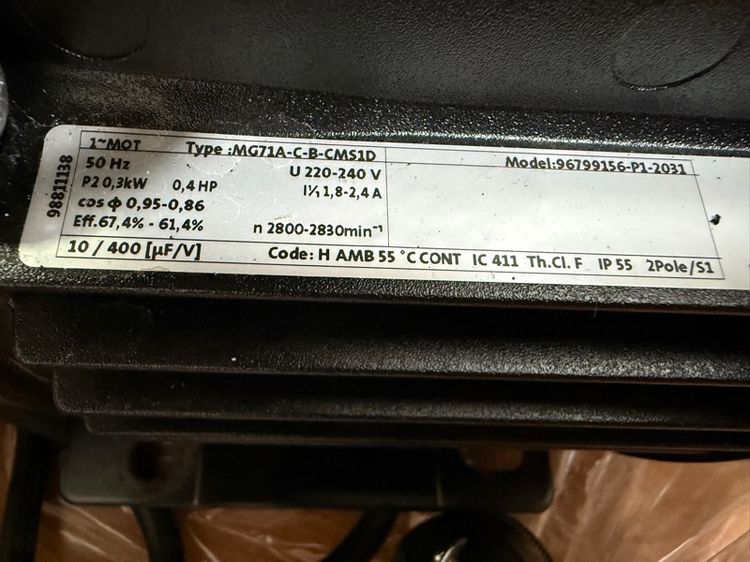 98811138
1~MOT Type :MG71A-C-B-CMS1D Model:96799156-P1-2031
50 Hz U 220-240 V
P2 0,3kW 0,4 HP I1/1 1,8-2,4 A
cos ϕ 0,95-0,86
Eff.67,4% - 61,4% n 2800-2830min⁻¹
10 / 400 [µF/V] Code: H AMB 55 °C CONT IC 411 Th.Cl. F IP 55 2Pole/S1